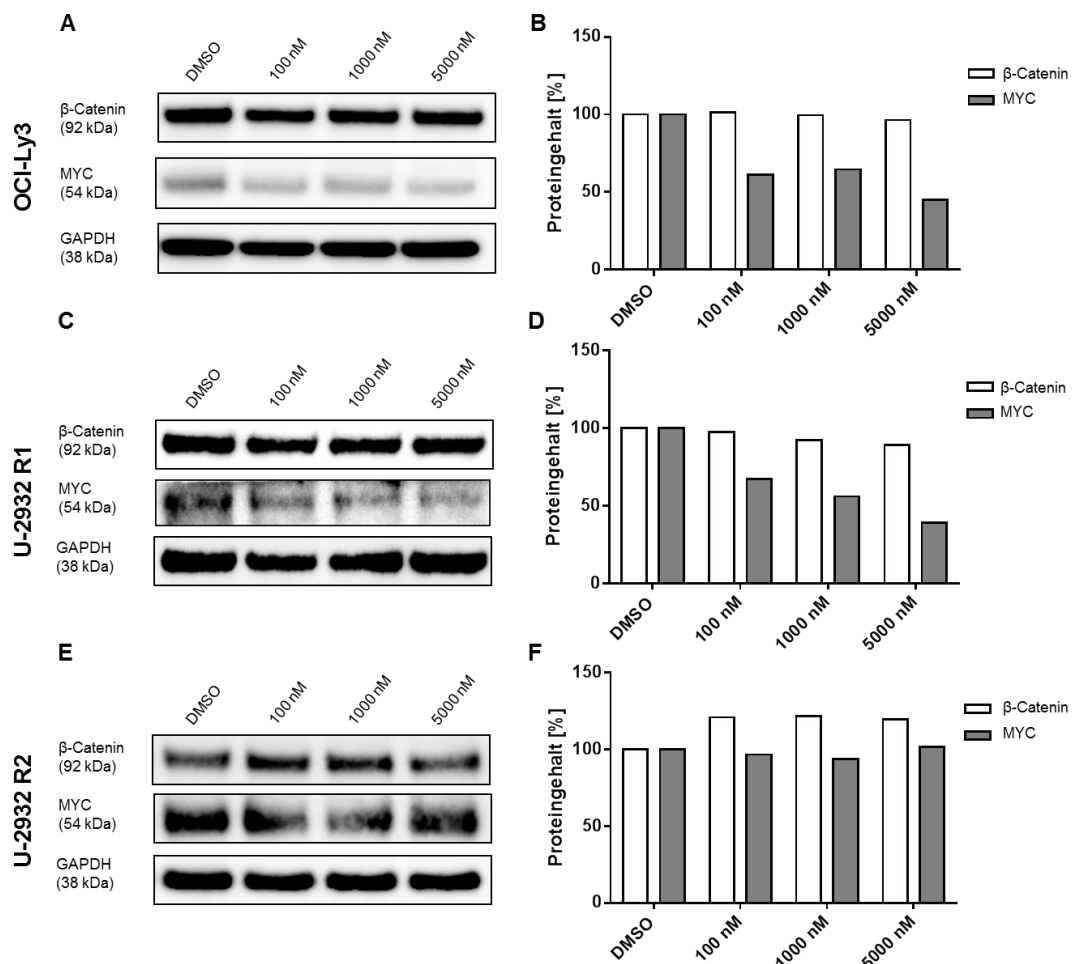 A
DMSO
100 nM
1000 nM
5000 nM
OCI-Ly3
β-Catenin
(92 kDa)
MYC
(54 kDa)
GAPDH
(38 kDa)
B
Proteingehalt [%]
150
100
50
0
DMSO
100 nM
1000 nM
5000 nM
β-Catenin
MYC
C
DMSO
100 nM
1000 nM
5000 nM
U-2932 R1
β-Catenin
(92 kDa)
MYC
(54 kDa)
GAPDH
(38 kDa)
D
Proteingehalt [%]
150
100
50
0
DMSO
100 nM
1000 nM
5000 nM
β-Catenin
MYC
E
DMSO
100 nM
1000 nM
5000 nM
U-2932 R2
β-Catenin
(92 kDa)
MYC
(54 kDa)
GAPDH
(38 kDa)
F
Proteingehalt [%]
150
100
50
0
DMSO
100 nM
1000 nM
5000 nM
β-Catenin
MYC